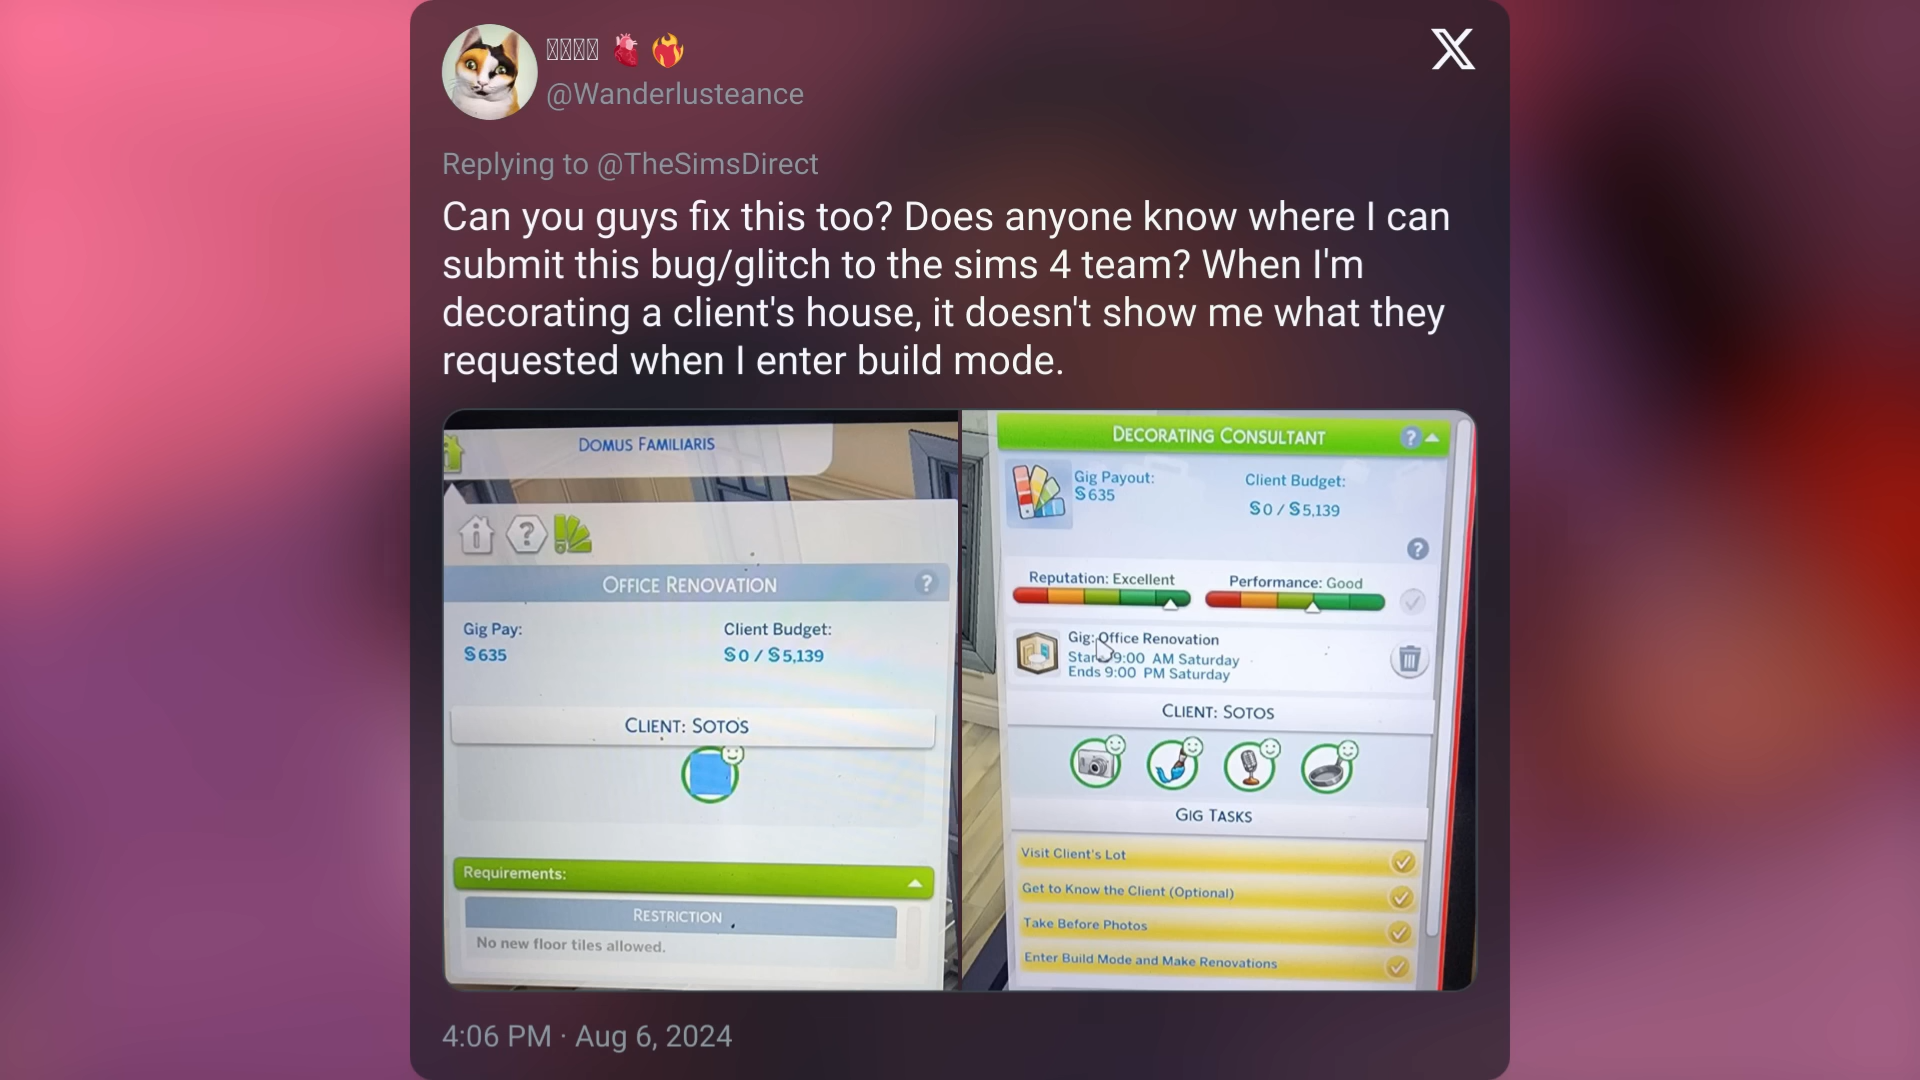 @Wanderlusteance
Replying to @TheSimsDirect
Can you guys fix this too? Does anyone know where I can
submit this bug/glitch to the sims 4 team? When I'm
decorating a client's house, it doesn't show me what they
requested when I enter build mode.
DOMUS FAMILIARIS
?
OFFICE RENOVATION ?
Gig Pay: Client Budget:
§635 §0 / §5,139
CLIENT: SOTOS
Requirements:
RESTRICTION
No new floor tiles allowed.
DECORATING CONSULTANT ?
Gig Payout: Client Budget:
§635 §0 / §5,139
?
Reputation: Excellent Performance: Good
Gig: Office Renovation
9:00 AM Saturday
Ends 9:00 PM Saturday
CLIENT: SOTOS
GIG TASKS
Visit Client's Lot
Get to Know the Client (Optional)
Take Before Photos
Enter Build Mode and Make Renovations
4:06 PM · Aug 6, 2024